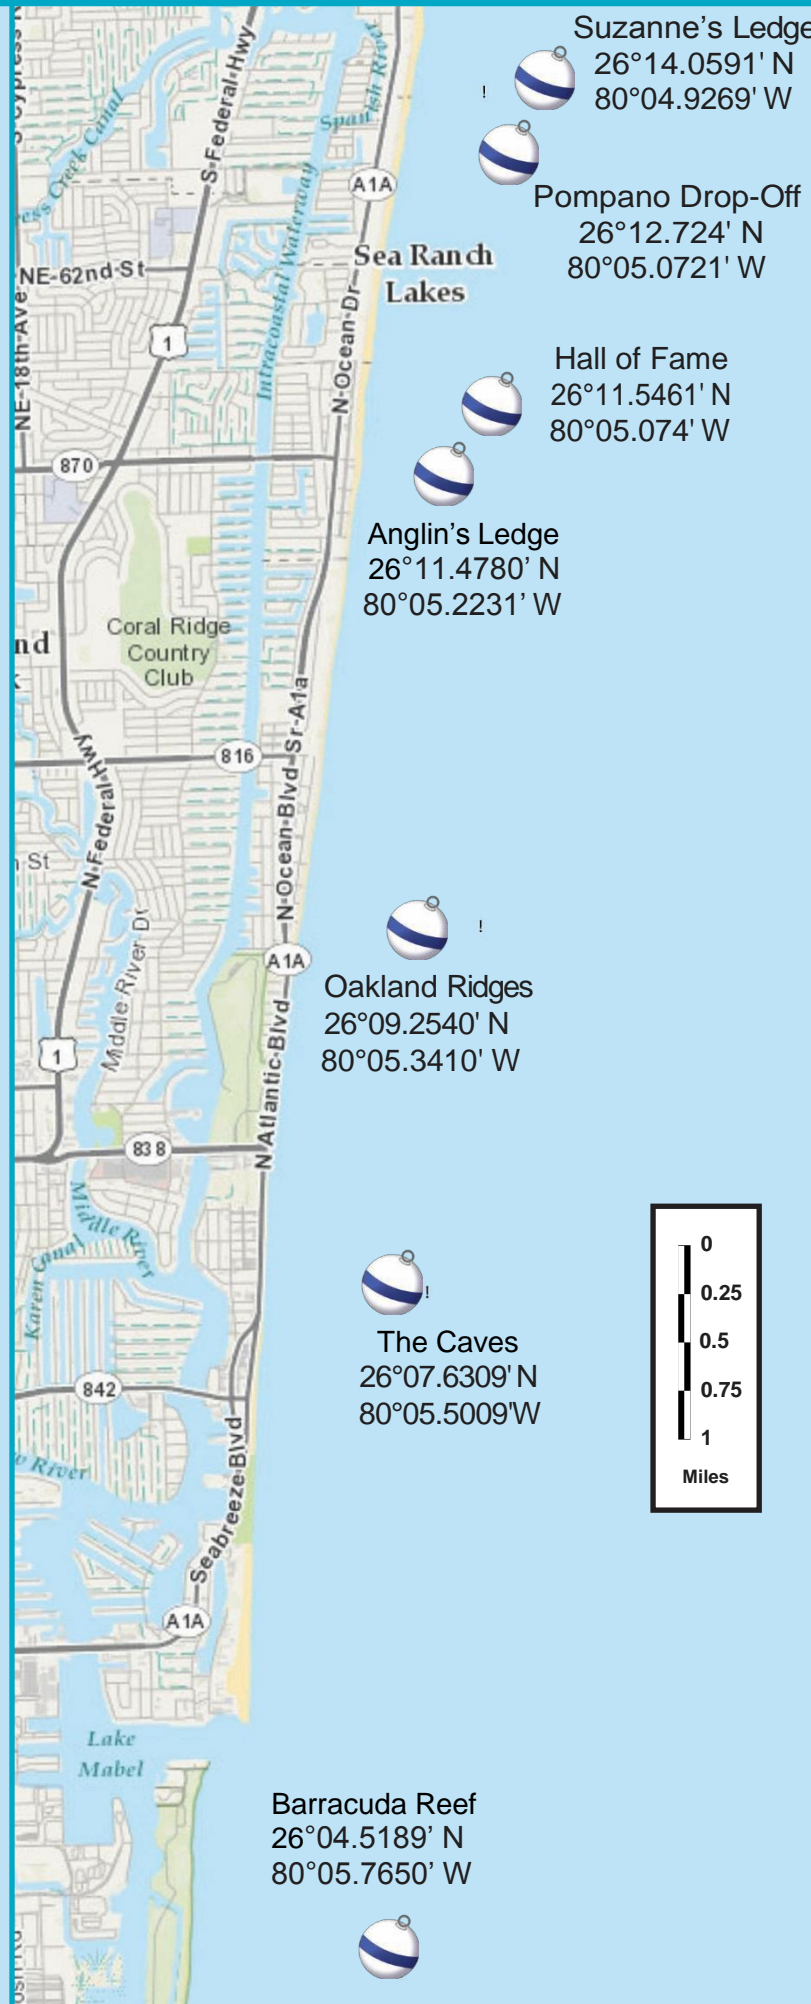 Suzanne's Ledge
26°14.0591' N
80°04.9269' W
!
S-Federal-Hwy
Spanish River
Creek Canal
A1A
Pompano Drop-Off
26°12.724' N
80°05.0721' W
Sea Ranch
Lakes
NE-62nd-St
Intracoastal Waterway
NE-18th-Ave
1
N-Ocean-Dr
Hall of Fame
26°11.5461' N
80°05.074' W
870
Anglin's Ledge
26°11.4780' N
80°05.2231' W
Coral Ridge
Country
Club
nd
816
N-Ocean-Blvd-Sr-A1a
N-Federal-Hwy
St
Middle River Dr
A1A
!
Oakland Ridges
26°09.2540' N
80°05.3410' W
1
N Atlantic-Blvd
838
Middle River
Karen Canal
!
The Caves
26°07.6309' N
80°05.5009'W
0
0.25
0.5
0.75
1
Miles
842
River
Seabreeze-Blvd
A1A
Lake
Mabel
Barracuda Reef
26°04.5189' N
80°05.7650' W